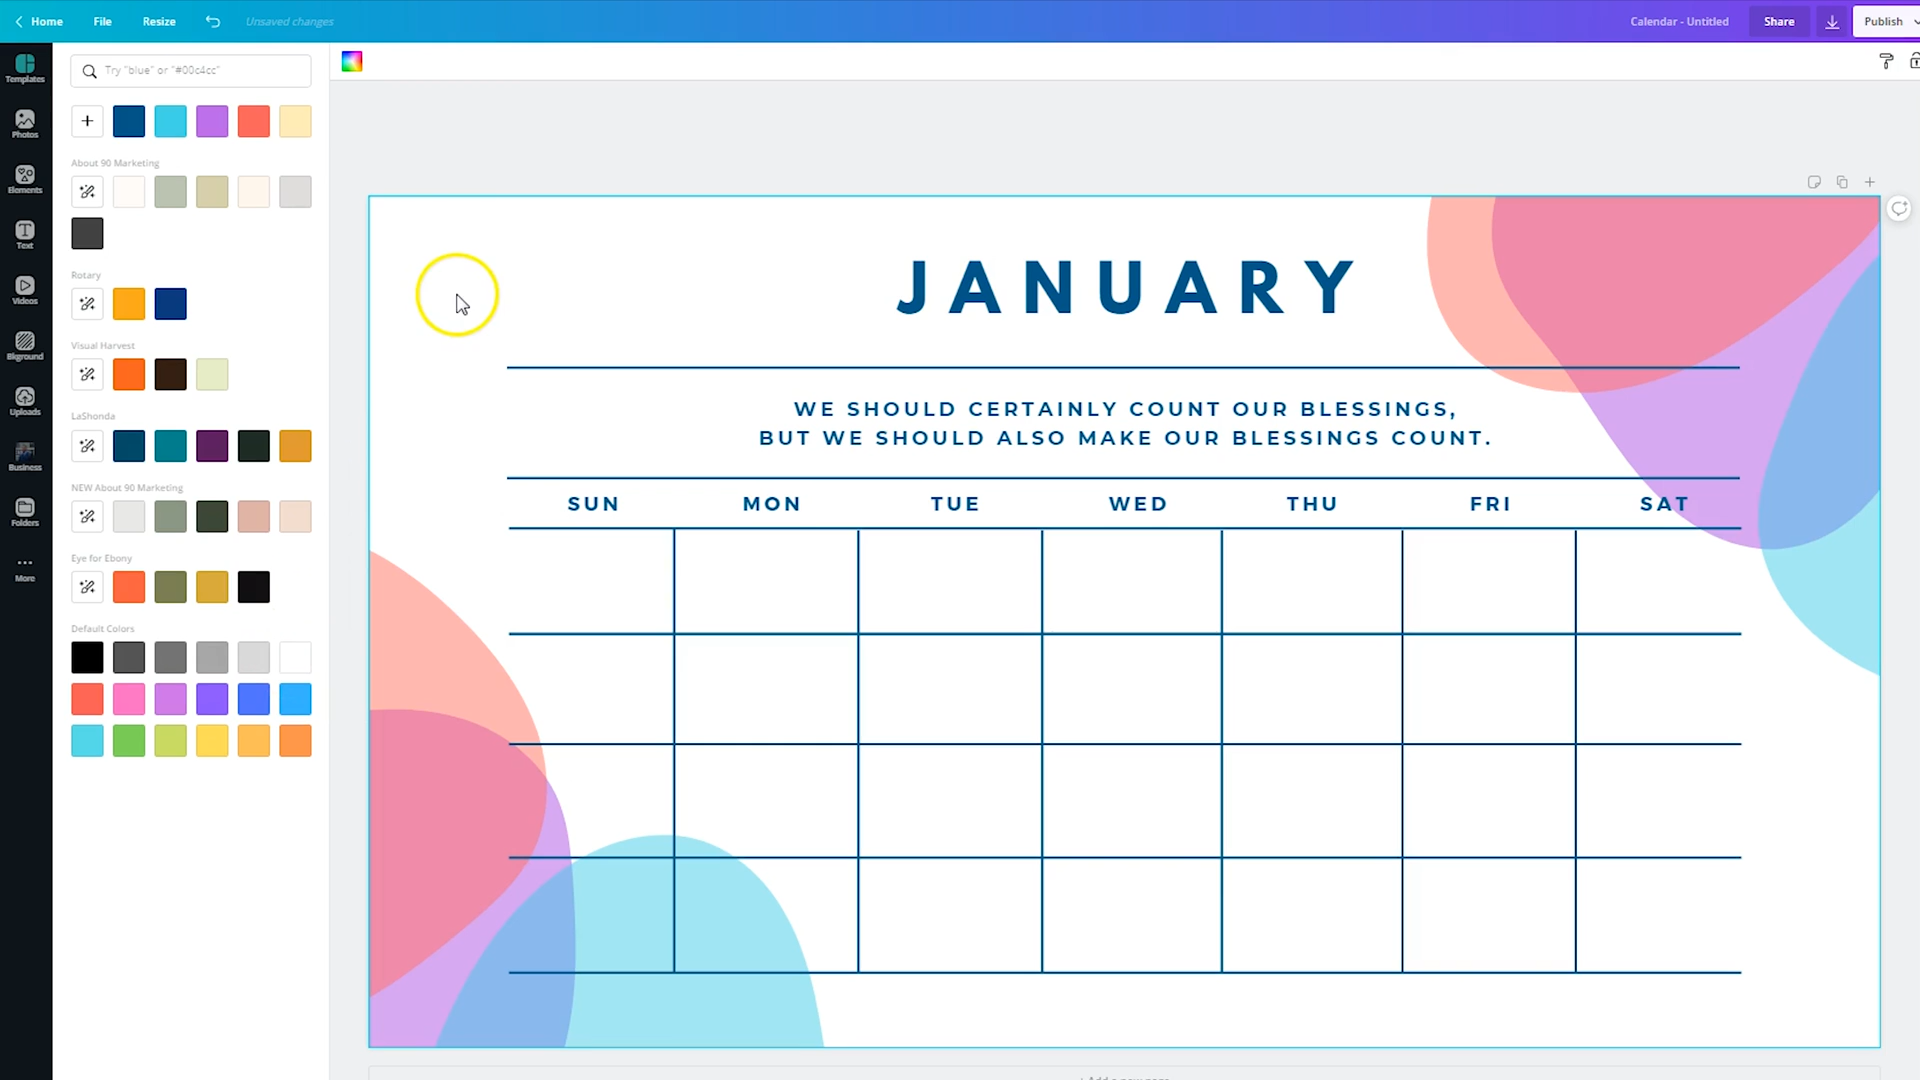 Home File Resize Unsaved changes Calendar - Untitled Share Publish
Templates
Photos
Elements
Text
Videos
Bkground
Uploads
Business
Folders
More
Try "blue" or "#00c4cc"
About 90 Marketing
Rotary
Visual Harvest
LaShonda
NEW About 90 Marketing
Eye for Ebony
Default Colors
JANUARY
WE SHOULD CERTAINLY COUNT OUR BLESSINGS,
BUT WE SHOULD ALSO MAKE OUR BLESSINGS COUNT.
SUN MON TUE WED THU FRI SAT
+ Add a new page